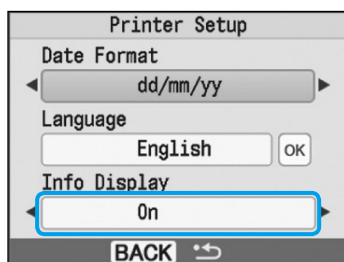 Printer Setup
Date Format
dd/mm/yy
Language
English OK
Info Display
On
BACK